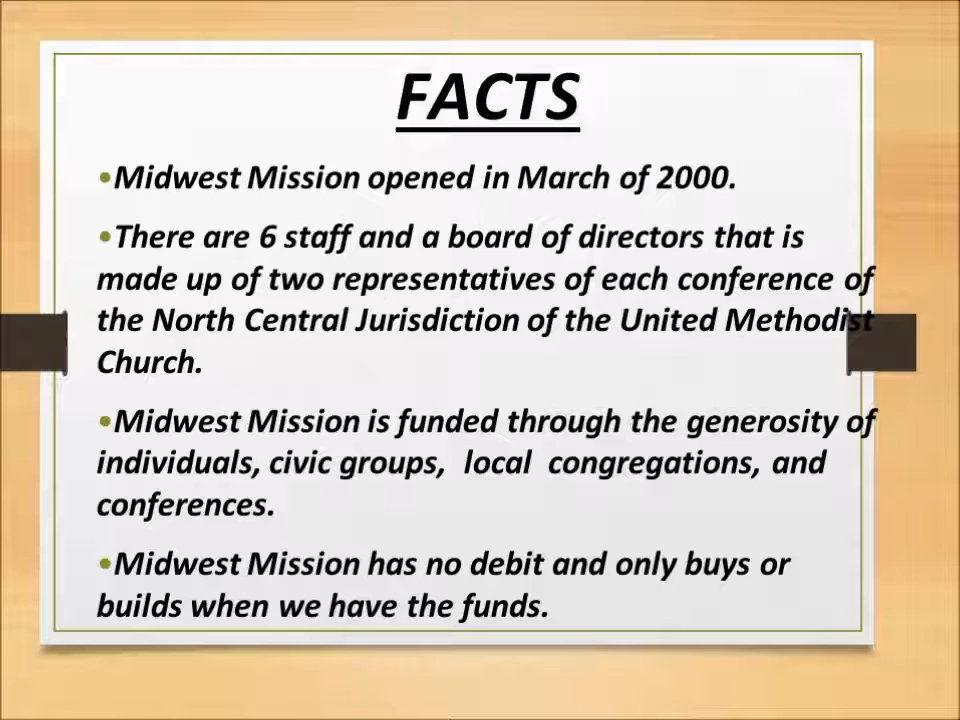 FACTS
•Midwest Mission opened in March of 2000.
•There are 6 staff and a board of directors that is
made up of two representatives of each conference of
the North Central Jurisdiction of the United Methodist
Church.
•Midwest Mission is funded through the generosity of
individuals, civic groups,  local  congregations, and
conferences.
•Midwest Mission has no debit and only buys or
builds when we have the funds.